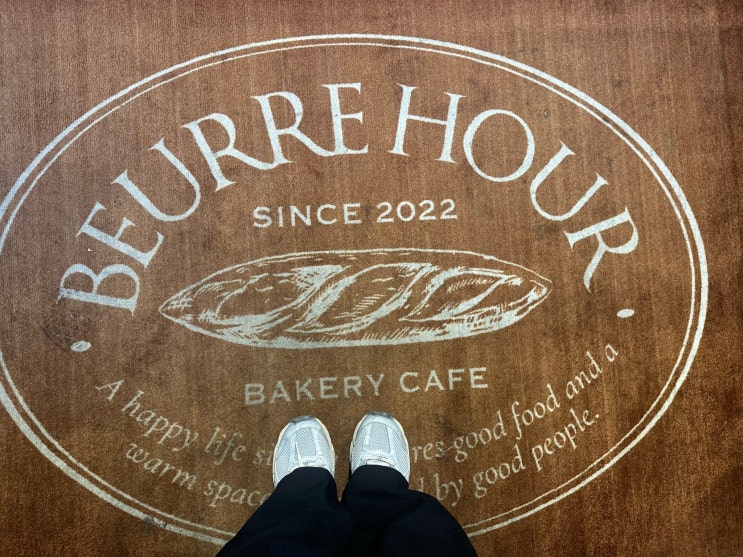 BEURRE HOUR
SINCE 2022
BAKERY CAFE
A happy life good food and a
warm by good people.